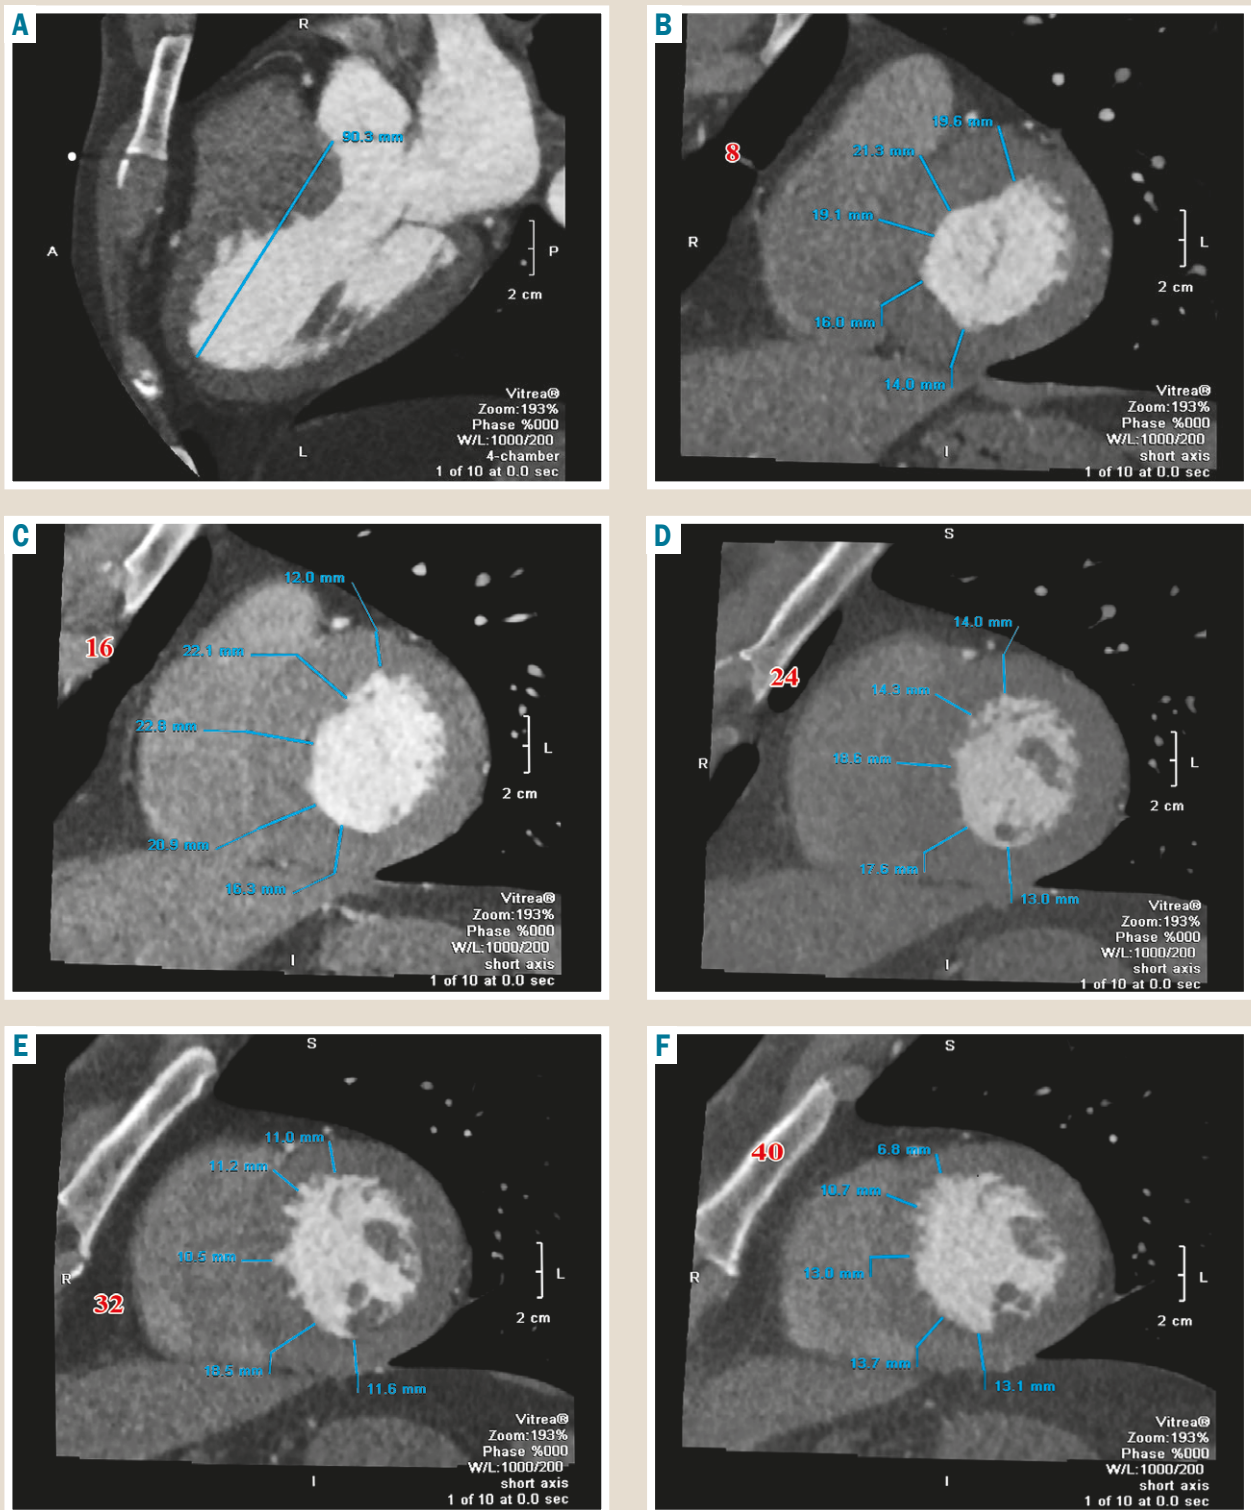 A
R
90.3 mm
A
P
2 cm
Vitrea®
Zoom:193%
Phase %000
W/L:1000/200
4-chamber
L
1 of 10 at 0.0 sec
B
19.6 mm
8
21.3 mm
19.1 mm
R
L
2 cm
16.0 mm
14.0 mm
Vitrea®
Zoom:193%
Phase %000
W/L:1000/200
short axis
I
1 of 10 at 0.0 sec
C
12.0 mm
16
22.1 mm
22.8 mm
L
2 cm
20.9 mm
16.3 mm
Vitrea®
Zoom:193%
Phase %000
W/L:1000/200
short axis
I
1 of 10 at 0.0 sec
D
S
14.0 mm
24
14.3 mm
R
L
2 cm
17.6 mm
13.0 mm
Vitrea®
Zoom:193%
Phase %000
W/L:1000/200
short axis
I
1 of 10 at 0.0 sec
E
S
11.0 mm
11.2 mm
R
L
32
2 cm
11.6 mm
Vitrea®
Zoom:193%
Phase %000
W/L:1000/200
short axis
I
1 of 10 at 0.0 sec
F
S
40
6.8 mm
10.7 mm
R
13.0 mm
L
2 cm
13.7 mm
13.1 mm
Vitrea®
Zoom:193%
Phase %000
W/L:1000/200
short axis
I
1 of 10 at 0.0 sec